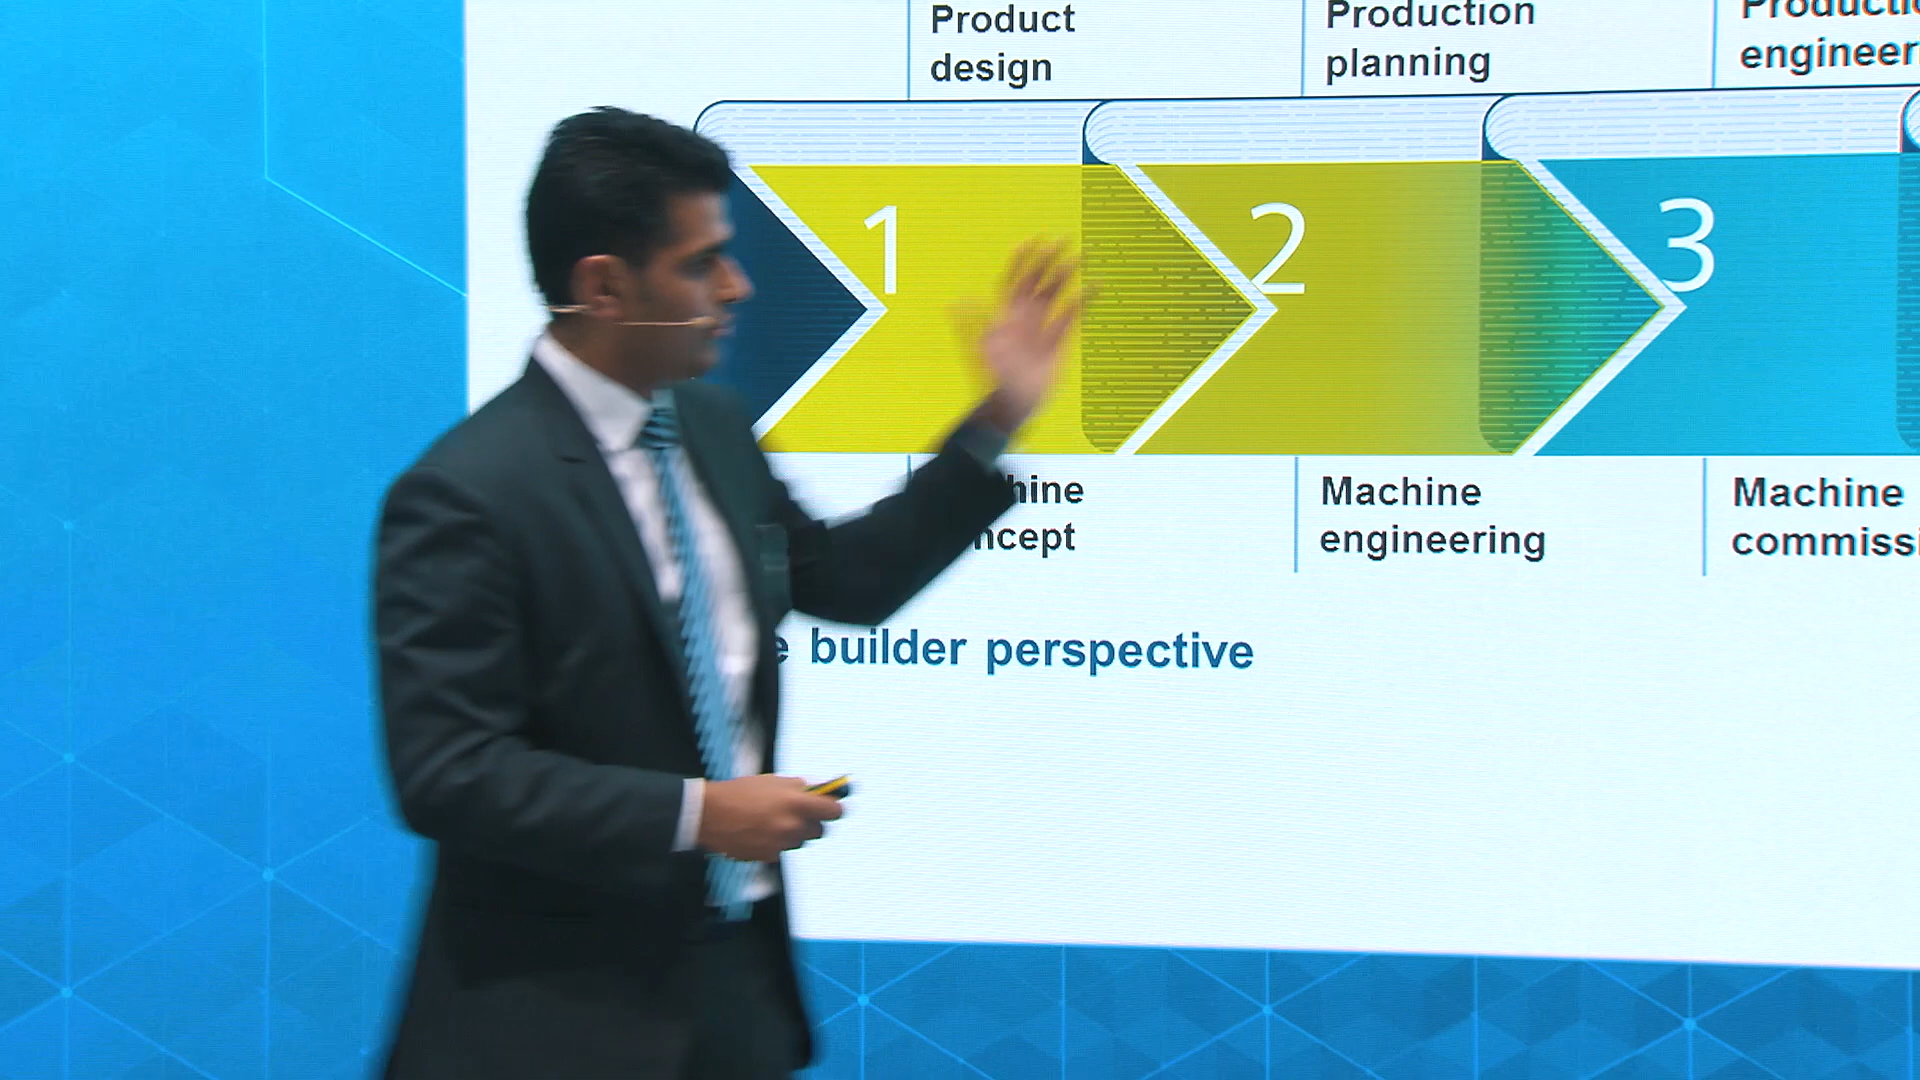 Product
design
Production
planning
engineer
1
2
3
Machine
engineering
Machine
builder perspective